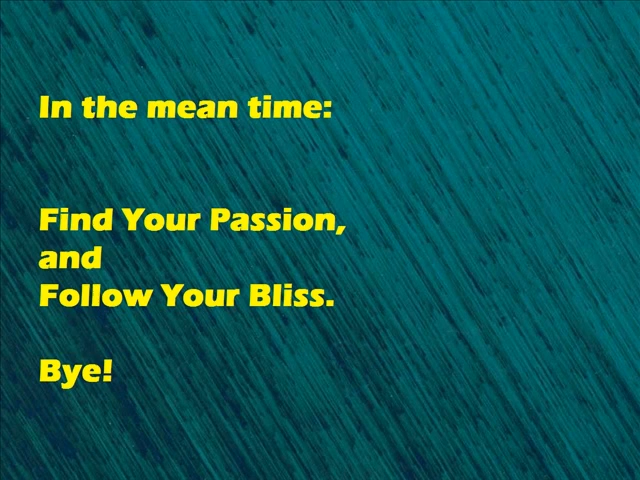 In the mean time:
Find Your Passion,
and
Follow Your Bliss.
Bye!